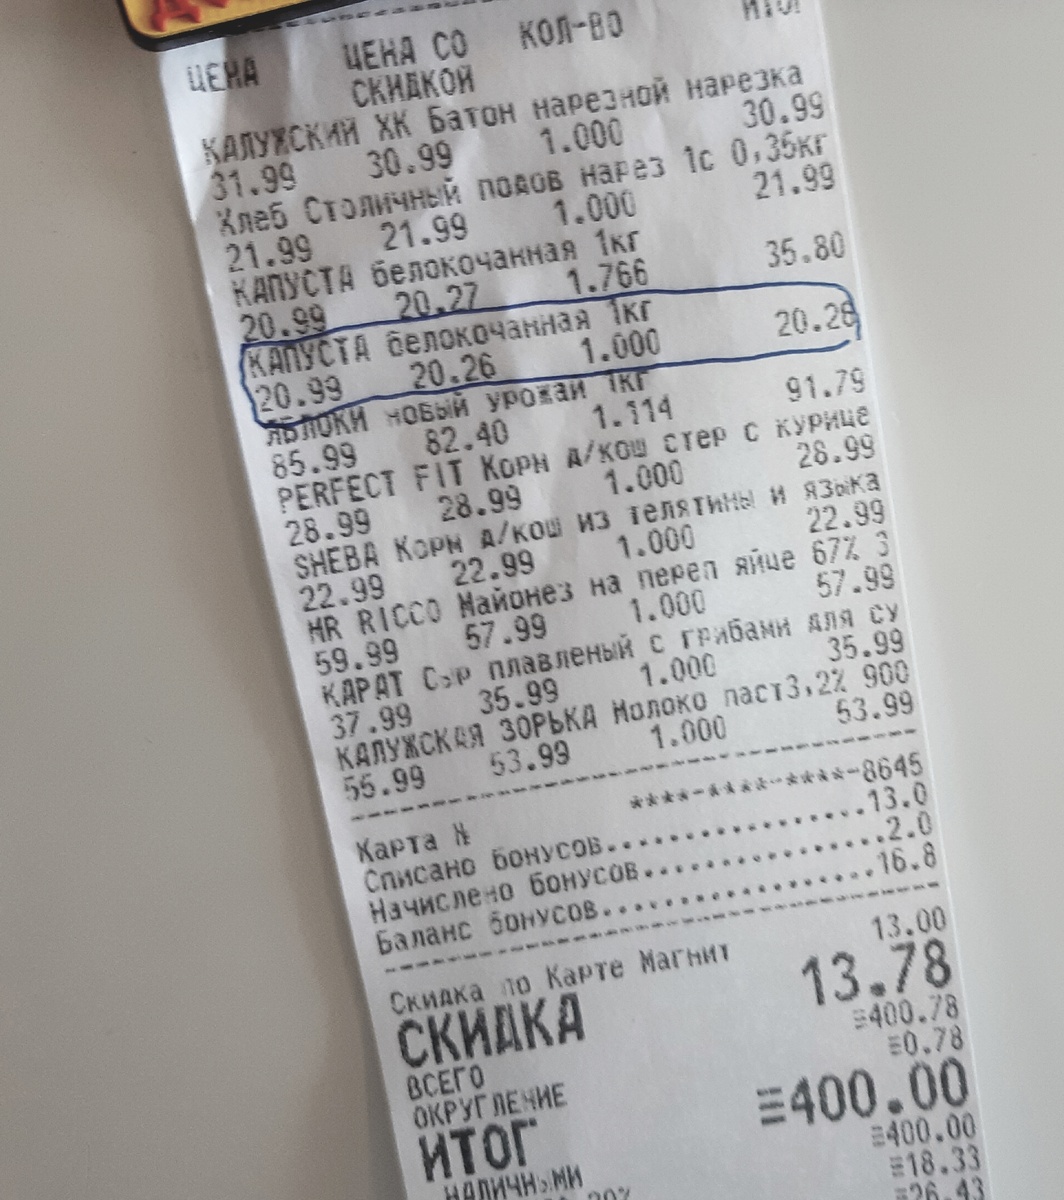 ЦЕНА ЦЕНА СО КОЛ-ВО
СКИДКОЙ
КАЛУЖСКИЙ ХК Батон нарезной нарезка
31.99 30.99 1.000 30.99
Хлеб Столичный подов нарез 1с 0,35кг
21.99 21.99 1.000 21.99
КАПУСТА белокочанная 1кг
20.99 20.27 1.766 35.80
КАПУСТА белокочанная 1кг
20.99 20.26 1.000 20.26
ЯБЛОКИ новый урожай 1кг
85.99 82.40 1.114 91.79
PERFECT FIT Корм д/кош стер с курице
28.99 28.99 1.000 28.99
SHEBA Корм д/кош из телятины и языка
22.99 22.99 1.000 22.99
MR RICCO Майонез на переп яйце 67% 3
59.99 57.99 1.000 57.99
КАРАТ Сыр плавленый с грибами для су
37.99 35.99 1.000 35.99
КАЛУЖСКАЯ ЗОРЬКА Молоко паст3,2% 900
55.99 53.99 1.000 53.99
Карта № ****-****-****-8645
Списано бонусов................13.0
Начислено бонусов...............2.0
Баланс бонусов.................16.8
Скидка по Карте Магнит 13.00
СКИДКА 13.78
ВСЕГО ≡400.78
ОКРУГЛЕНИЕ ≡0.78
ИТОГ ≡400.00
НАЛИЧНЫМИ ≡400.00
≡18.33
≡26.43